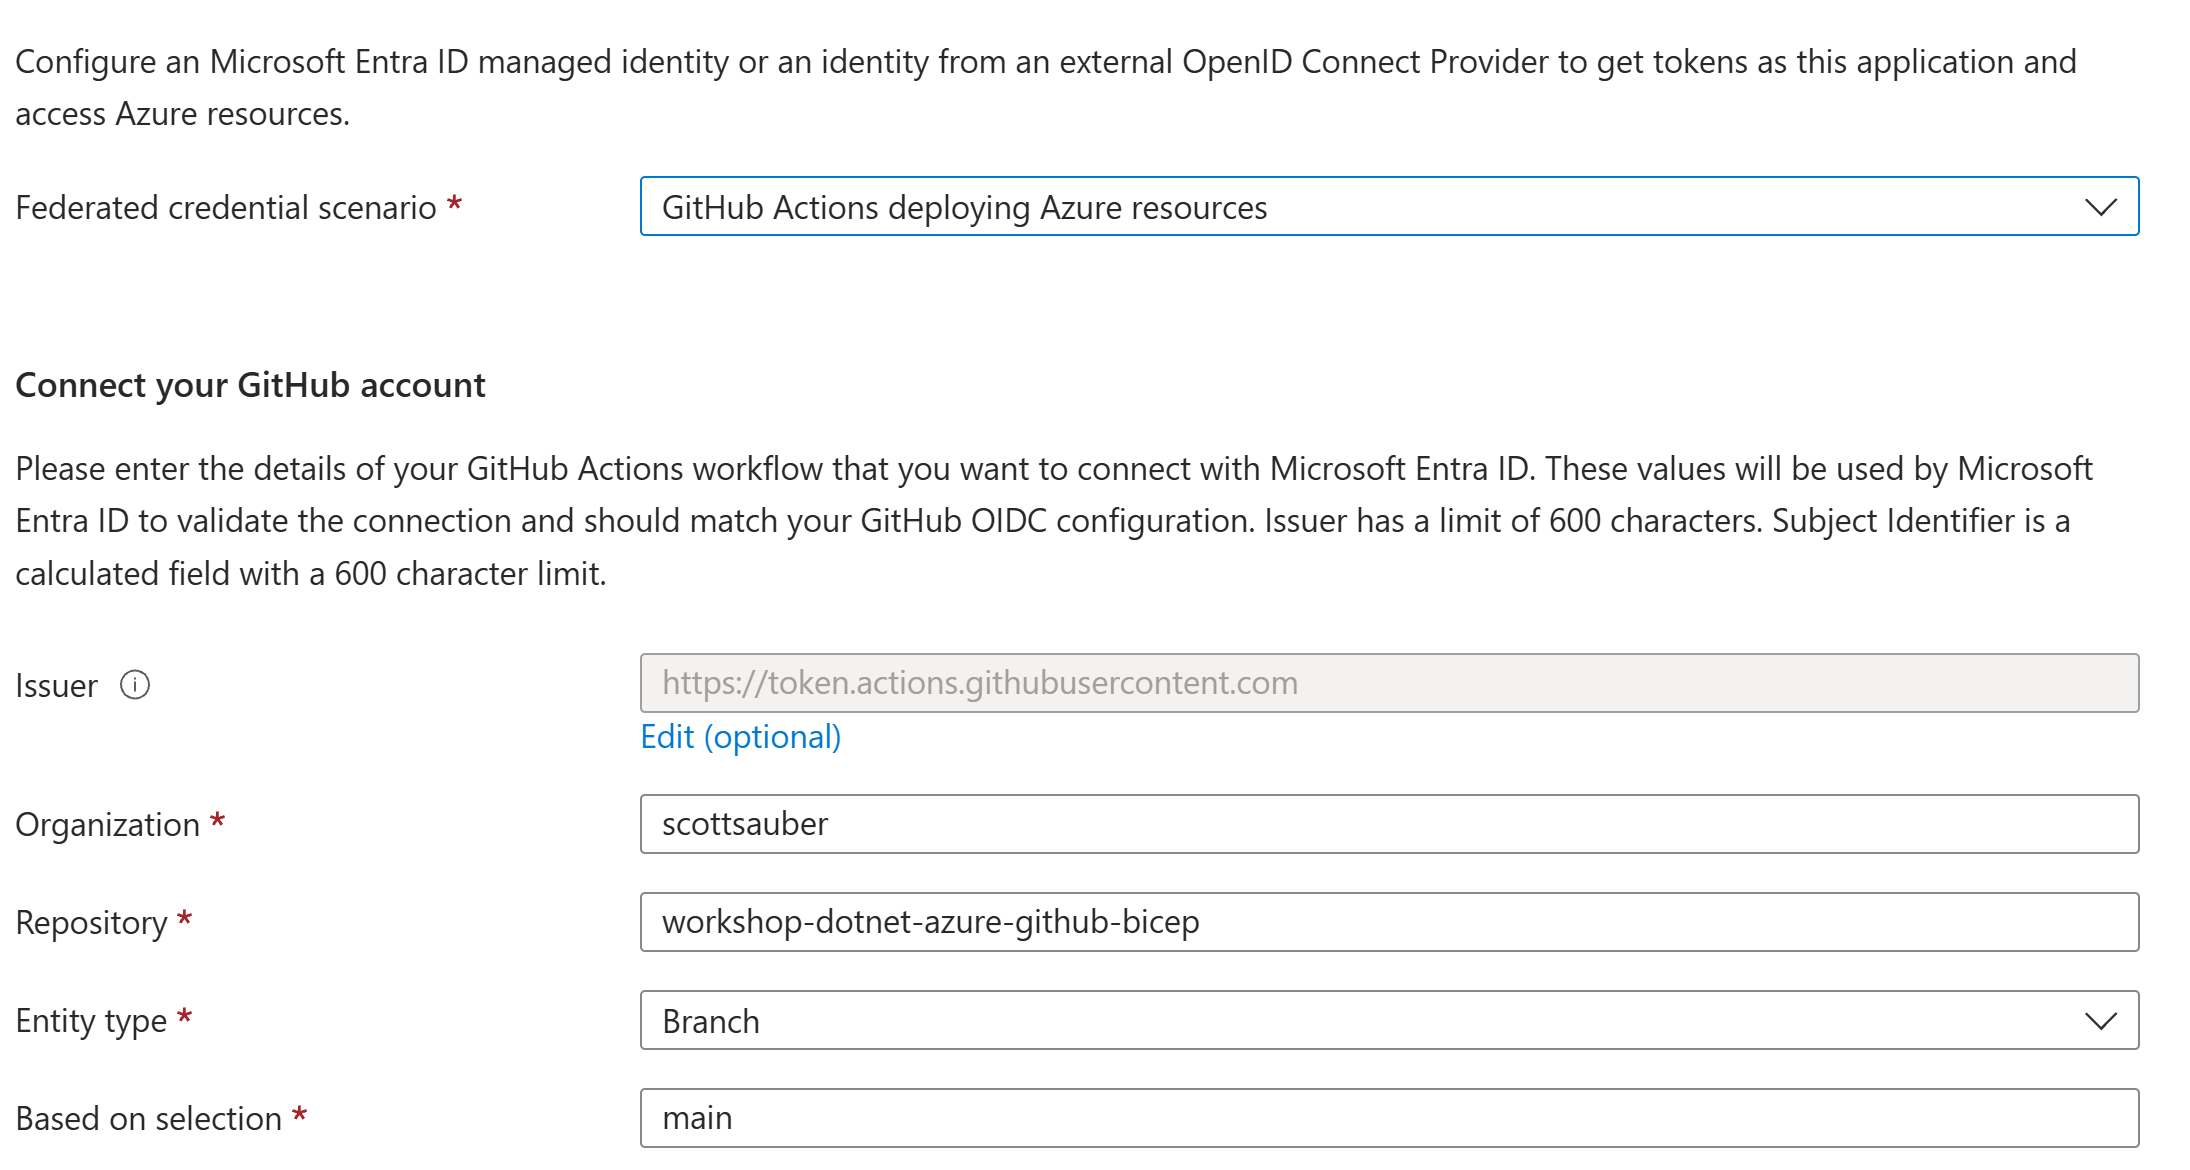 Configure an Microsoft Entra ID managed identity or an identity from an external OpenID Connect Provider to get tokens as this application and
access Azure resources.
Federated credential scenario *
GitHub Actions deploying Azure resources
Connect your GitHub account
Please enter the details of your GitHub Actions workflow that you want to connect with Microsoft Entra ID. These values will be used by Microsoft
Entra ID to validate the connection and should match your GitHub OIDC configuration. Issuer has a limit of 600 characters. Subject Identifier is a
calculated field with a 600 character limit.
Issuer
https://token.actions.githubusercontent.com
Edit (optional)
Organization *
scottsauber
Repository *
workshop-dotnet-azure-github-bicep
Entity type *
Branch
Based on selection *
main